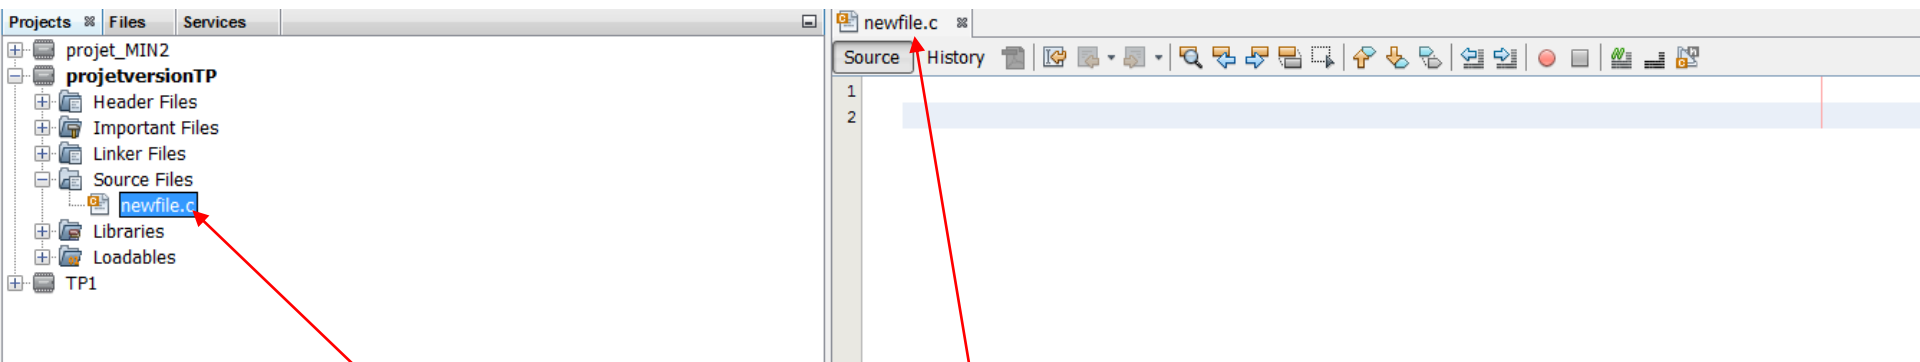 Projects Files Services
projet_MIN2
projetversionTP
Header Files
Important Files
Linker Files
Source Files
newfile.c
Libraries
Loadables
TP1
newfile.c
Source History
1
2